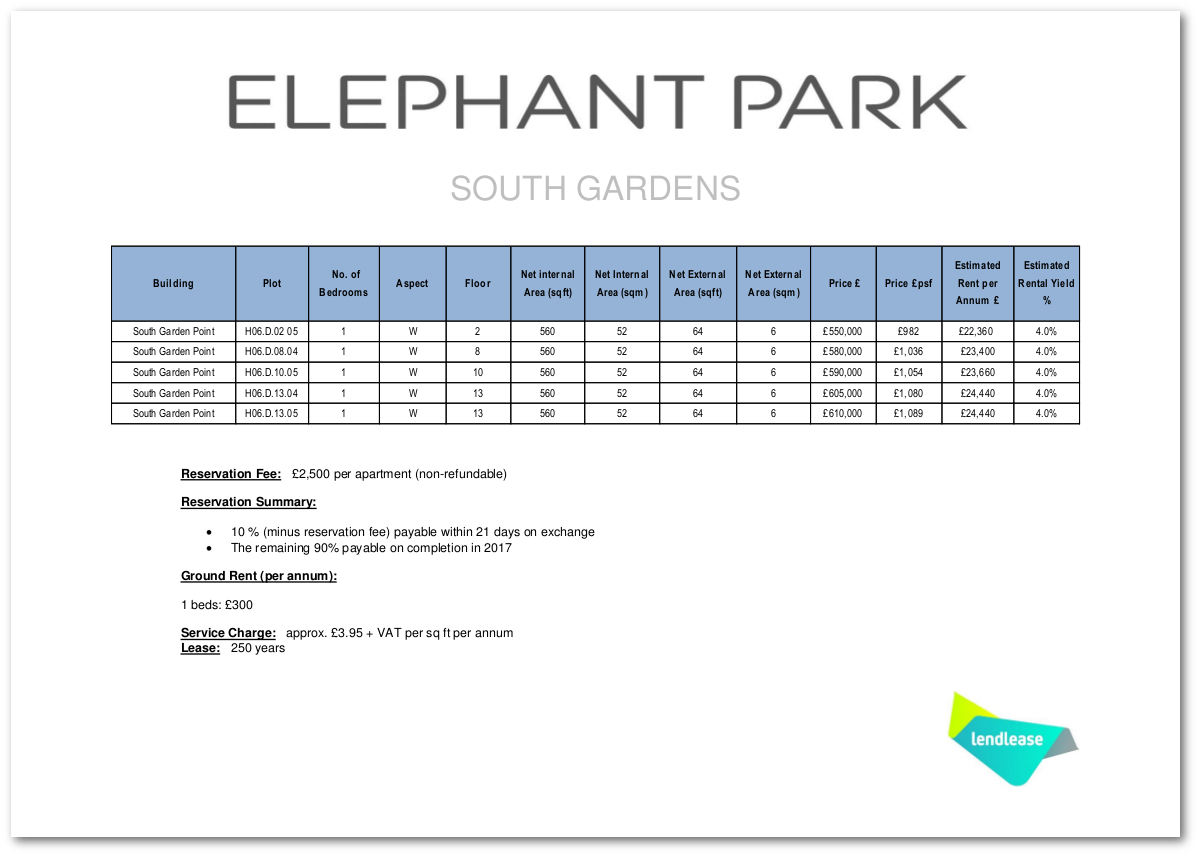 ELEPHANT PARK
SOUTH GARDENS
Building Plot No. of Bedrooms Aspect Floor Net internal Area (sqft) Net Internal Area (sqm) Net External Area (sqft) Net External Area (sqm) Price £ Price £psf Estimated Rent per Annum £ Estimated Rental Yield %
South Garden Point H06.D.02 05 1 W 2 560 52 64 6 £550,000 £982 £22,360 4.0%
South Garden Point H06.D.08.04 1 W 8 560 52 64 6 £580,000 £1,036 £23,400 4.0%
South Garden Point H06.D.10.05 1 W 10 560 52 64 6 £590,000 £1,054 £23,660 4.0%
South Garden Point H06.D.13.04 1 W 13 560 52 64 6 £605,000 £1,080 £24,440 4.0%
South Garden Point H06.D.13.05 1 W 13 560 52 64 6 £610,000 £1,089 £24,440 4.0%
Reservation Fee: £2,500 per apartment (non-refundable)
Reservation Summary:
• 10 % (minus reservation fee) payable within 21 days on exchange
• The remaining 90% payable on completion in 2017
Ground Rent (per annum):
1 beds: £300
Service Charge: approx. £3.95 + VAT per sq ft per annum
Lease: 250 years
lendlease